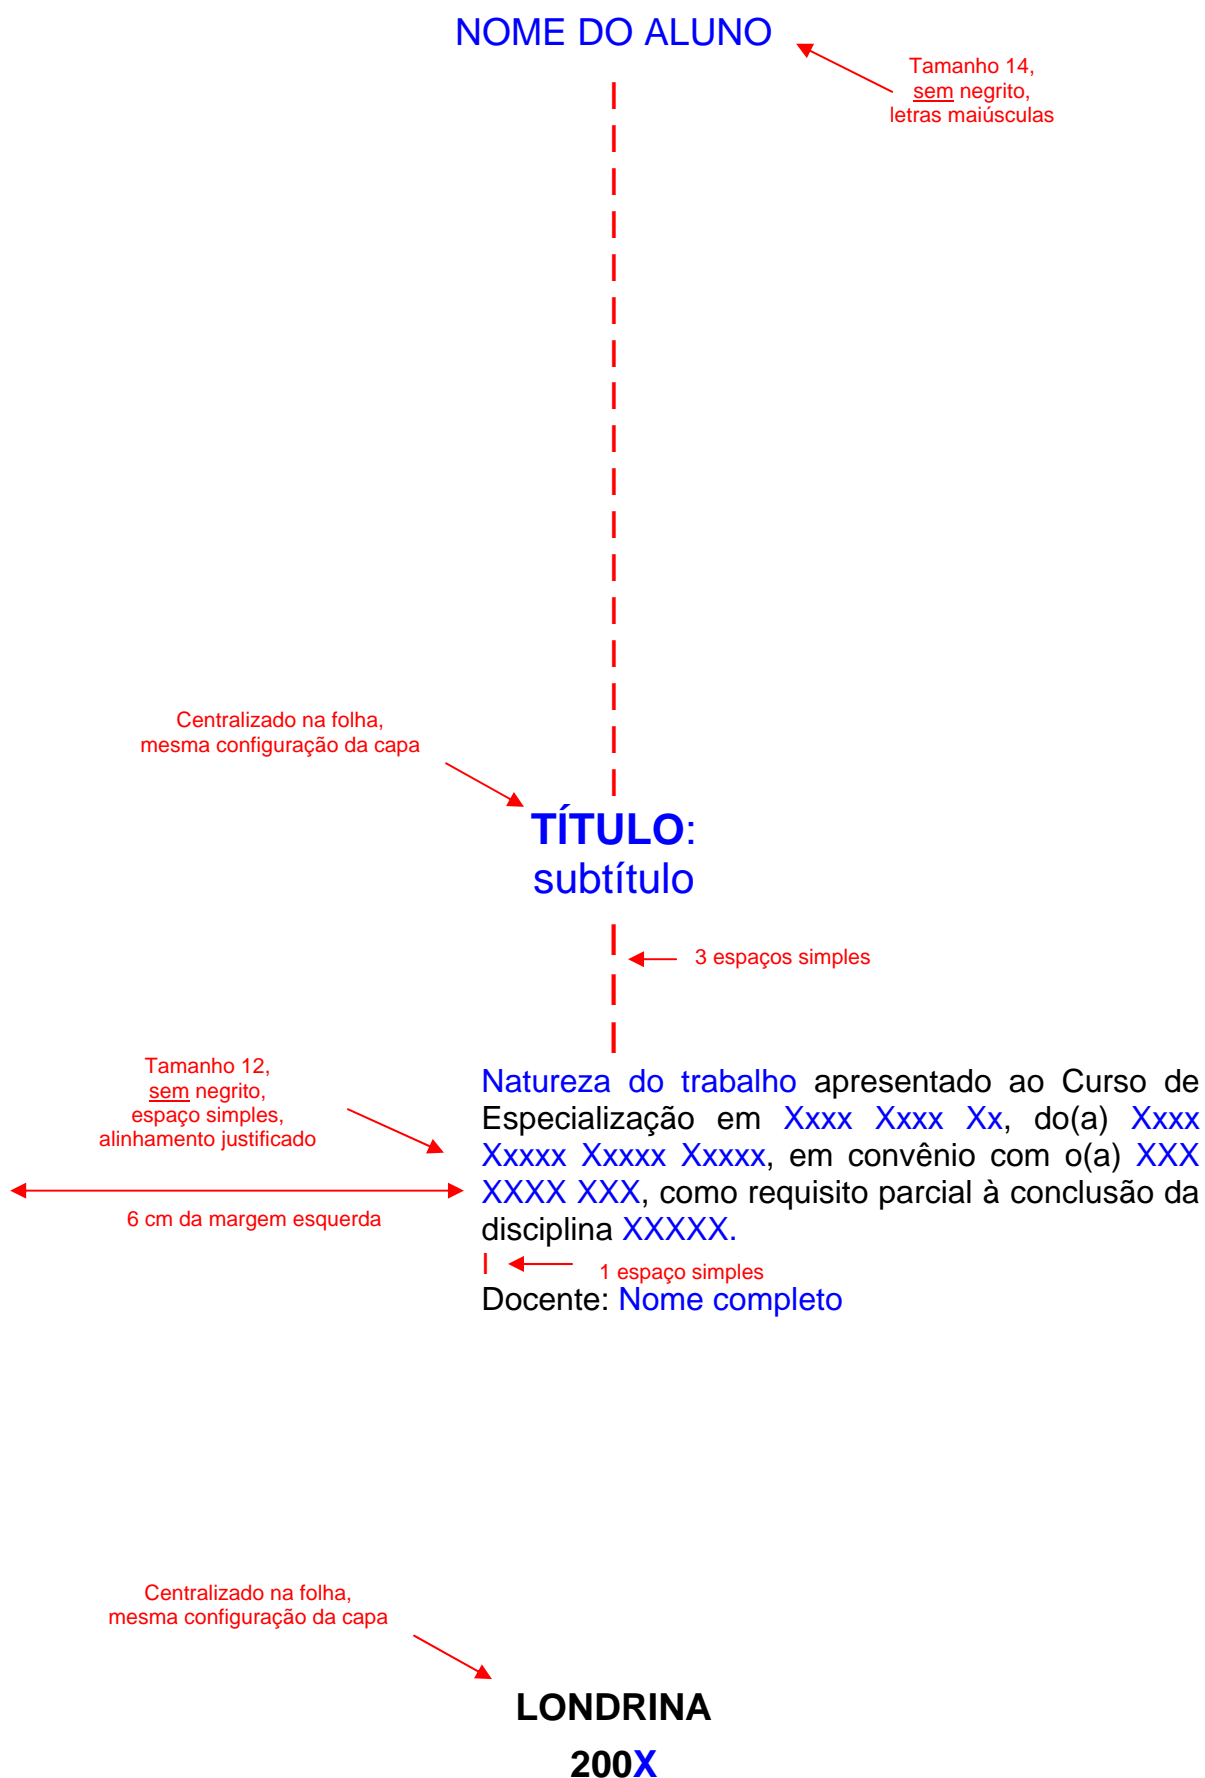 NOME DO ALUNO
Tamanho 14,
sem negrito,
letras maiúsculas
Centralizado na folha,
mesma configuração da capa
TÍTULO:
subtítulo
3 espaços simples
Tamanho 12,
sem negrito,
espaço simples,
alinhamento justificado
6 cm da margem esquerda
Natureza do trabalho apresentado ao Curso de
Especialização em Xxxx Xxxx Xx, do(a) Xxxx
Xxxxx Xxxxx Xxxxx, em convênio com o(a) XXX
XXXX XXX, como requisito parcial à conclusão da
disciplina XXXXX.
1 espaço simples
Docente: Nome completo
Centralizado na folha,
mesma configuração da capa
LONDRINA
200X